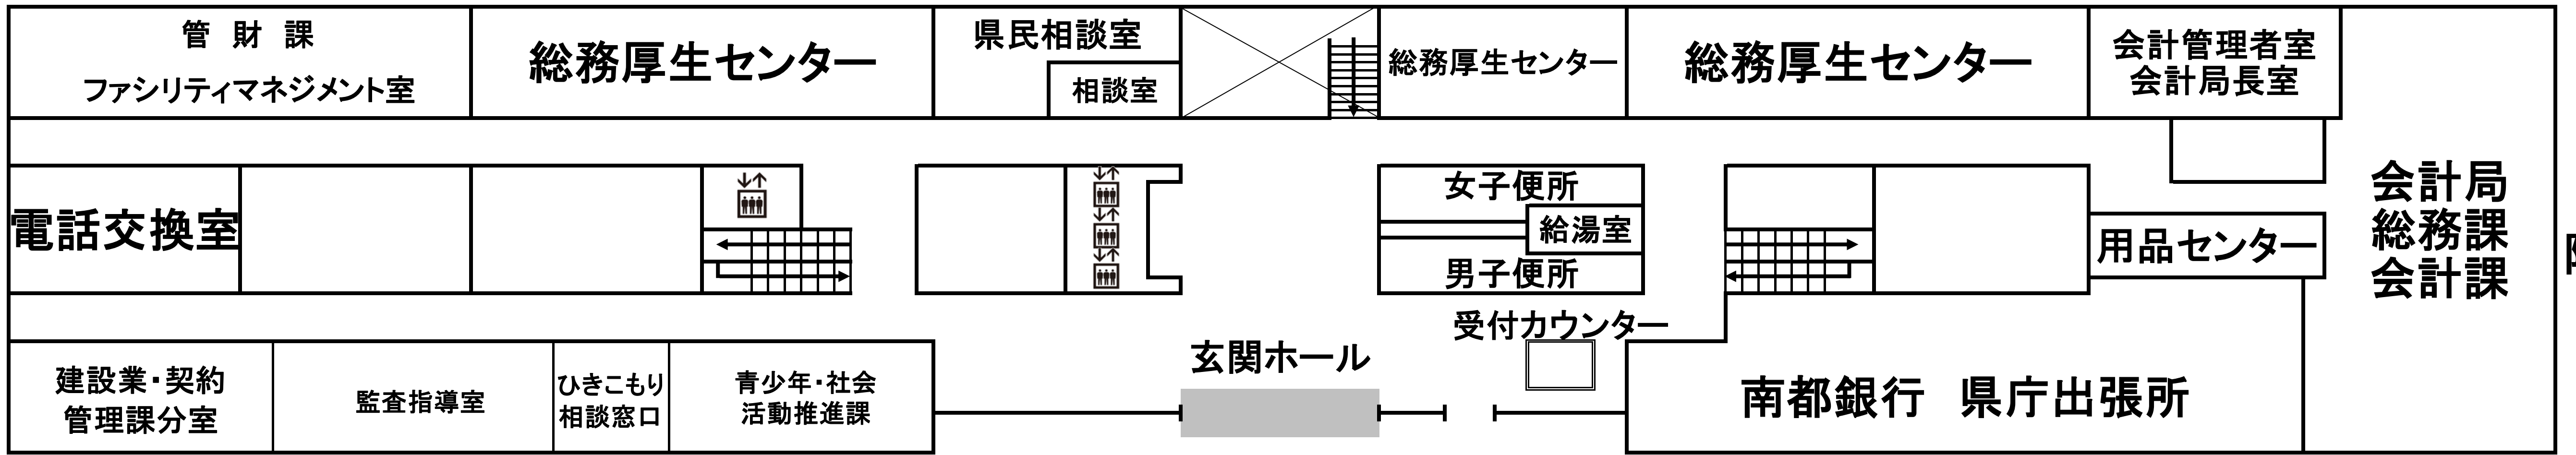 管 財 課
ファシリティマネジメント室
総務厚生センター
県民相談室
相談室
総務厚生センター
総務厚生センター
会計管理者室
会計局長室
電話交換室
女子便所
給湯室
男子便所
用品センター
会計局
総務課
会計課
受付カウンター
玄関ホール
建設業・契約
管理課分室
監査指導室
ひきこもり
相談窓口
青少年・社会
活動推進課
南都銀行 県庁出張所